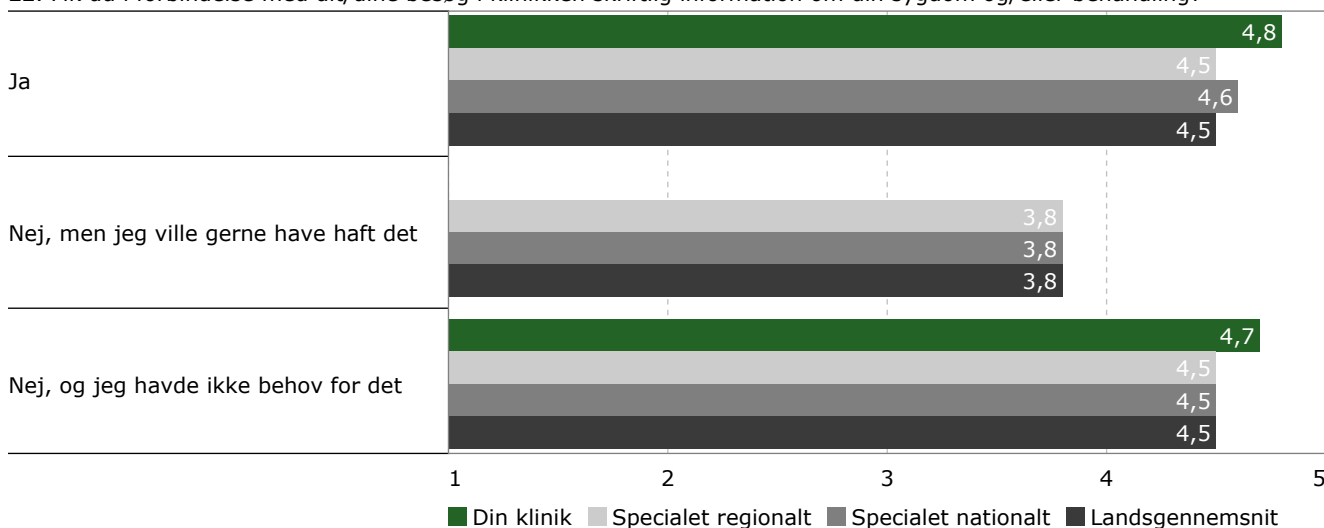 Ja
4,8
4,5
4,6
4,5
Nej, men jeg ville gerne have haft det
3,8
3,8
3,8
Nej, og jeg havde ikke behov for det
4,7
4,5
4,5
4,5
1 2 3 4 5
Din klinik Specialet regionalt Specialet nationalt Landsgennemsnit